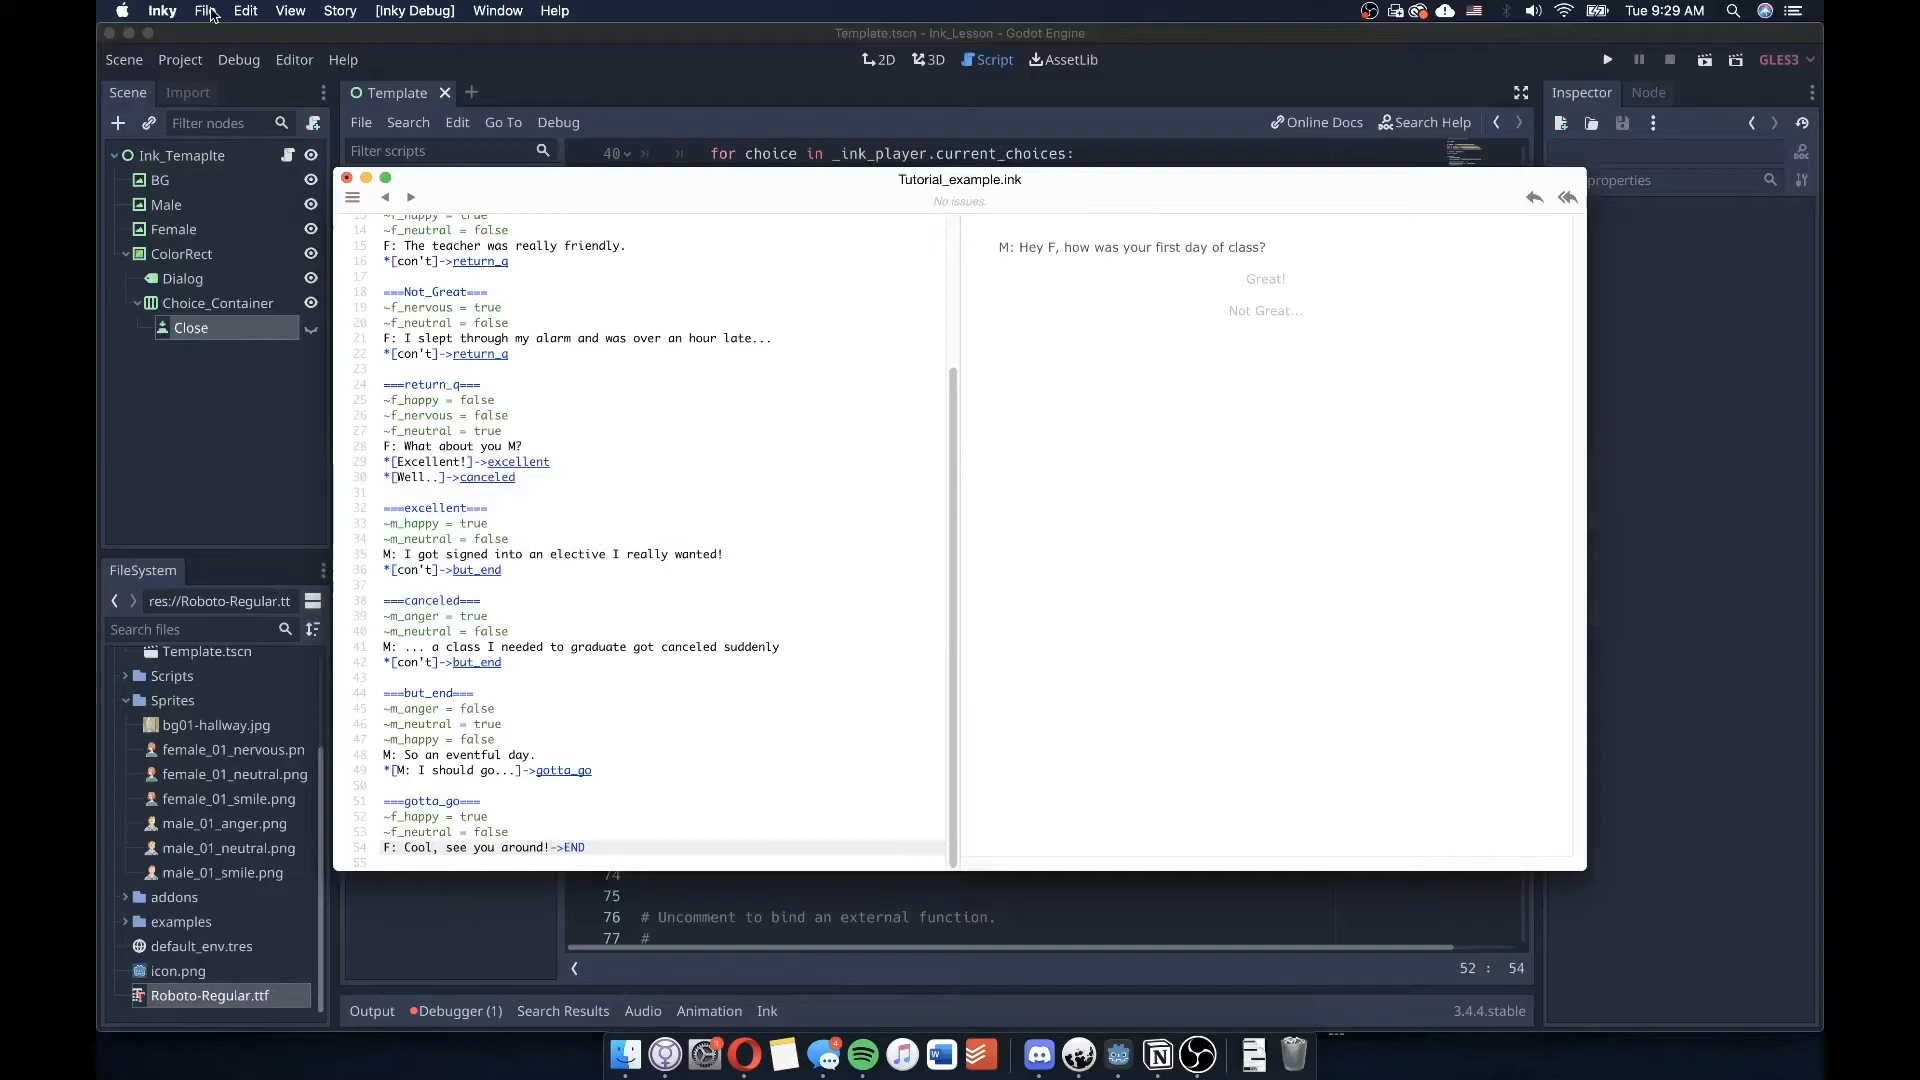 Inky File Edit View Story [Inky Debug] Window Help Tue 9:29 AM
Template.tscn - Ink_Lesson - Godot Engine
Scene Project Debug Editor Help 2D 3D Script AssetLib GLES3
Scene Import Template Inspector Node
Filter nodes File Search Edit Go To Debug Online Docs Search Help
Filter scripts 40 for choice in _ink_player.current_choices:
properties
Ink_Temaplte
BG
Male
Female
ColorRect
Dialog
Choice_Container
Close
Tutorial_example.ink
No issues.
13 ~f_happy = true
14 ~f_neutral = false
15 F: The teacher was really friendly.
16 *[con't]->return_q
17
18 ===Not_Great===
19 ~f_nervous = true
20 ~f_neutral = false
21 F: I slept through my alarm and was over an hour late...
22 *[con't]->return_q
23
24 ===return_q===
25 ~f_happy = false
26 ~f_nervous = false
27 ~f_neutral = true
28 F: What about you M?
29 *[Excellent!]->excellent
30 *[Well..]->canceled
31
32 ===excellent===
33 ~m_happy = true
34 ~m_neutral = false
35 M: I got signed into an elective I really wanted!
36 *[con't]->but_end
37
38 ===canceled===
39 ~m_anger = true
40 ~m_neutral = false
41 M: ... a class I needed to graduate got canceled suddenly
42 *[con't]->but_end
43
44 ===but_end===
45 ~m_anger = false
46 ~m_neutral = true
47 ~m_happy = false
48 M: So an eventful day.
49 *[M: I should go...]->gotta_go
50
51 ===gotta_go===
52 ~f_happy = true
53 ~f_neutral = false
54 F: Cool, see you around!->END
55
M: Hey F, how was your first day of class?
Great!
Not Great...
FileSystem
res://Roboto-Regular.tt
Search files
Template.tscn
Scripts
Sprites
bg01-hallway.jpg
female_01_nervous.pn
female_01_neutral.png
female_01_smile.png
male_01_anger.png
male_01_neutral.png
male_01_smile.png
addons
examples
default_env.tres
icon.png
Roboto-Regular.ttf
74
75
76 # Uncomment to bind an external function.
77 #
52 : 54
Output Debugger (1) Search Results Audio Animation Ink 3.4.4.stable